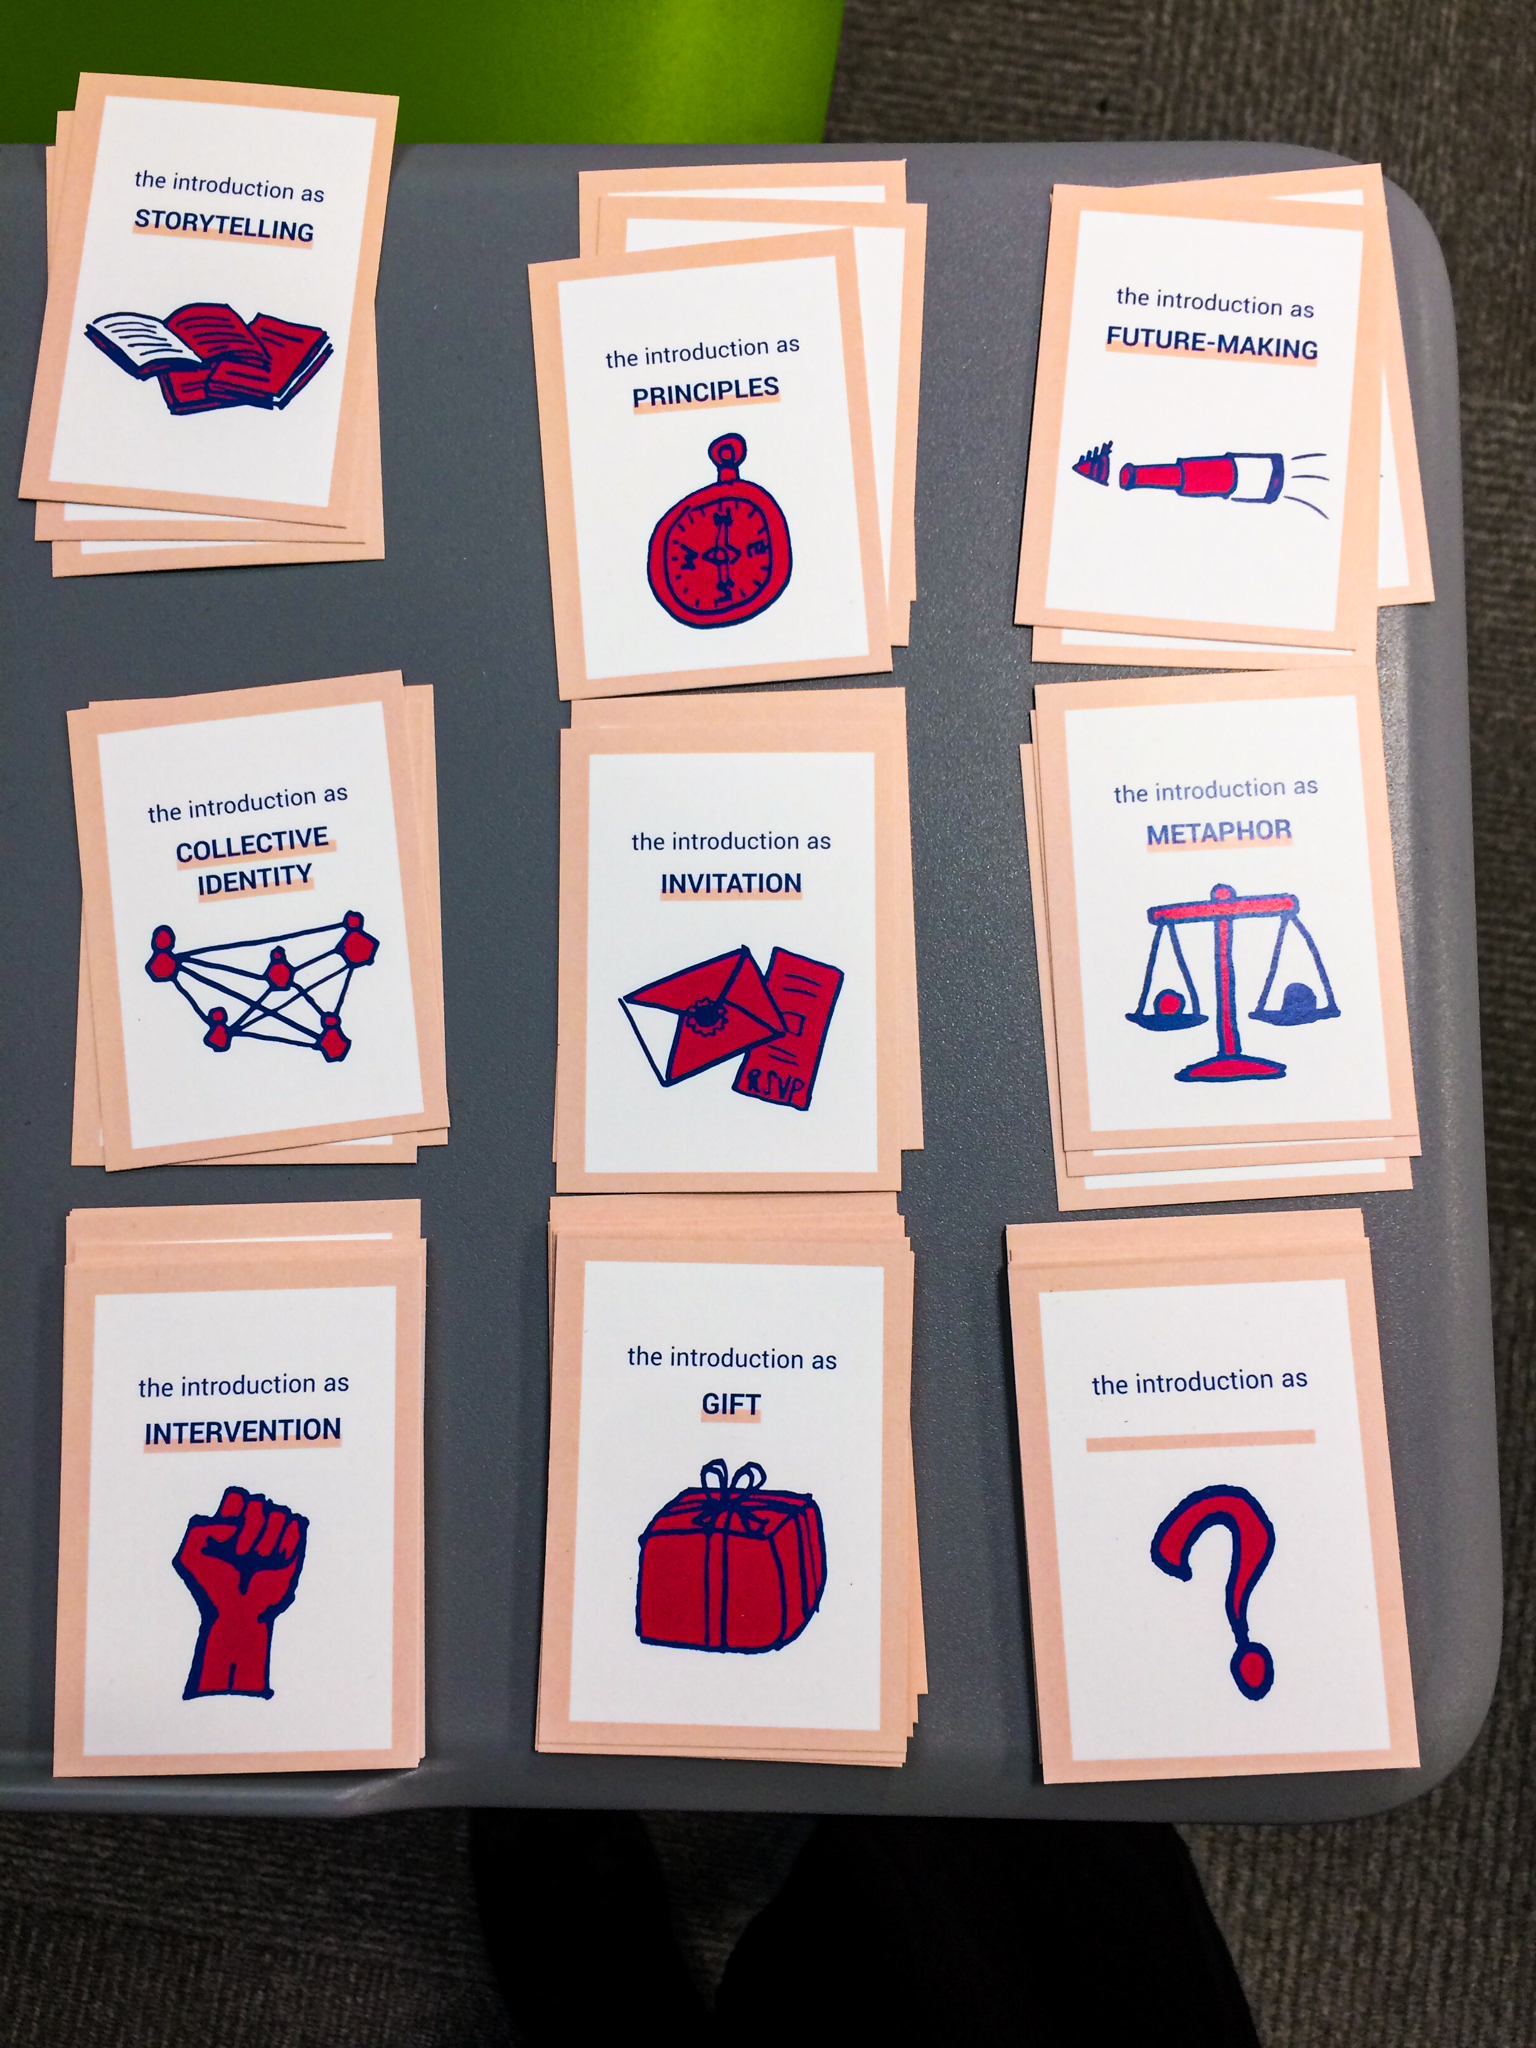 the introduction as
STORYTELLING
the introduction as
PRINCIPLES
the introduction as
FUTURE-MAKING
the introduction as
COLLECTIVE
IDENTITY
the introduction as
INVITATION
RSVP
the introduction as
METAPHOR
the introduction as
INTERVENTION
the introduction as
GIFT
the introduction as